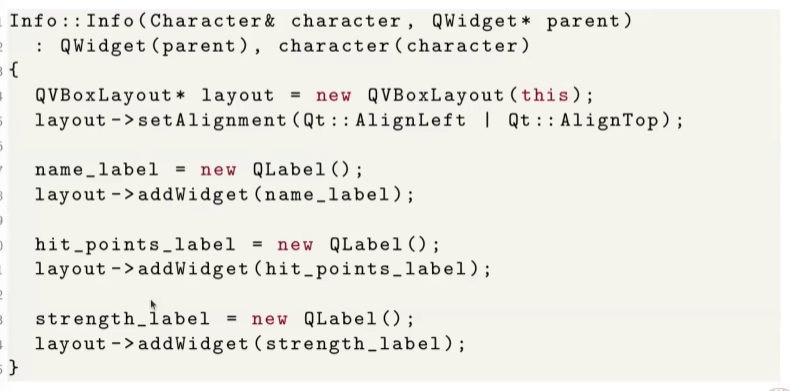 Info::Info(Character& character, QWidget* parent)
  : QWidget(parent), character(character)
{
  QVBoxLayout* layout = new QVBoxLayout(this);
  layout->setAlignment(Qt::AlignLeft | Qt::AlignTop);

  name_label = new QLabel();
  layout->addWidget(name_label);

  hit_points_label = new QLabel();
  layout->addWidget(hit_points_label);

  strength_label = new QLabel();
  layout->addWidget(strength_label);
}